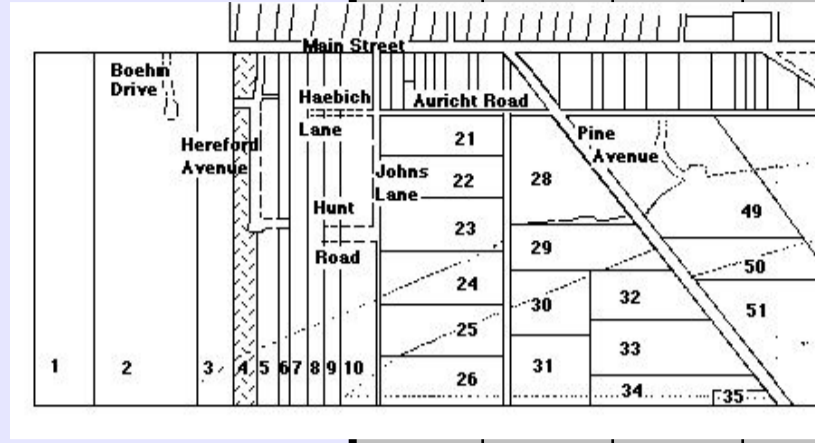 Main Street
Boehm
Drive
Haebich
Lane
Auricht Road
Hereford
Avenue
Johns
Lane
Pine
Avenue
Hunt
Road
21
22
23
24
25
26
28
29
30
31
32
33
34
35
49
50
51
1
2
3
4
5
6
7
8
9
10